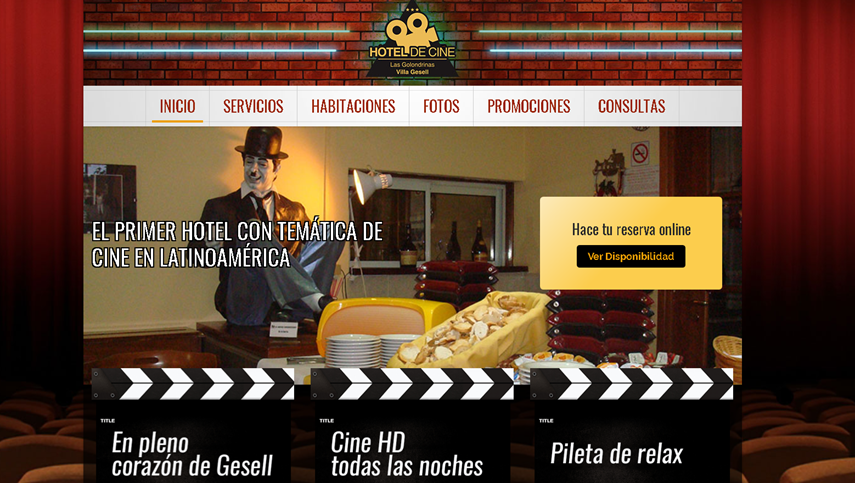 HOTEL DE CINE
Las Golondrinas
Villa Gesell
INICIO
SERVICIOS
HABITACIONES
FOTOS
PROMOCIONES
CONSULTAS
EL PRIMER HOTEL CON TEMÁTICA DE
CINE EN LATINOAMÉRICA
Hace tu reserva online
Ver Disponibilidad
TITLE
En pleno
corazón de Gesell
TITLE
Cine HD
todas las noches
TITLE
Pileta de relax